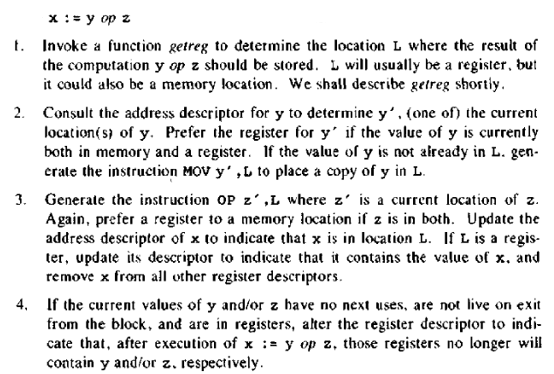 x := y op z
1. Invoke a function getreg to determine the location L where the result of
the computation y op z should be stored. L will usually be a register, but
it could also be a memory location. We shall describe getreg shortly.
2. Consult the address descriptor for y to determine y′, (one of) the current
location(s) of y. Prefer the register for y′ if the value of y is currently
both in memory and a register. If the value of y is not already in L, gen-
erate the instruction MOV y′,L to place a copy of y in L.
3. Generate the instruction OP z′,L where z′ is a current location of z.
Again, prefer a register to a memory location if z is in both. Update the
address descriptor of x to indicate that x is in location L. If L is a regis-
ter, update its descriptor to indicate that it contains the value of x, and
remove x from all other register descriptors.
4. If the current values of y and/or z have no next uses, are not live on exit
from the block, and are in registers, alter the register descriptor to indi-
cate that, after execution of x := y op z, those registers no longer will
contain y and/or z, respectively.